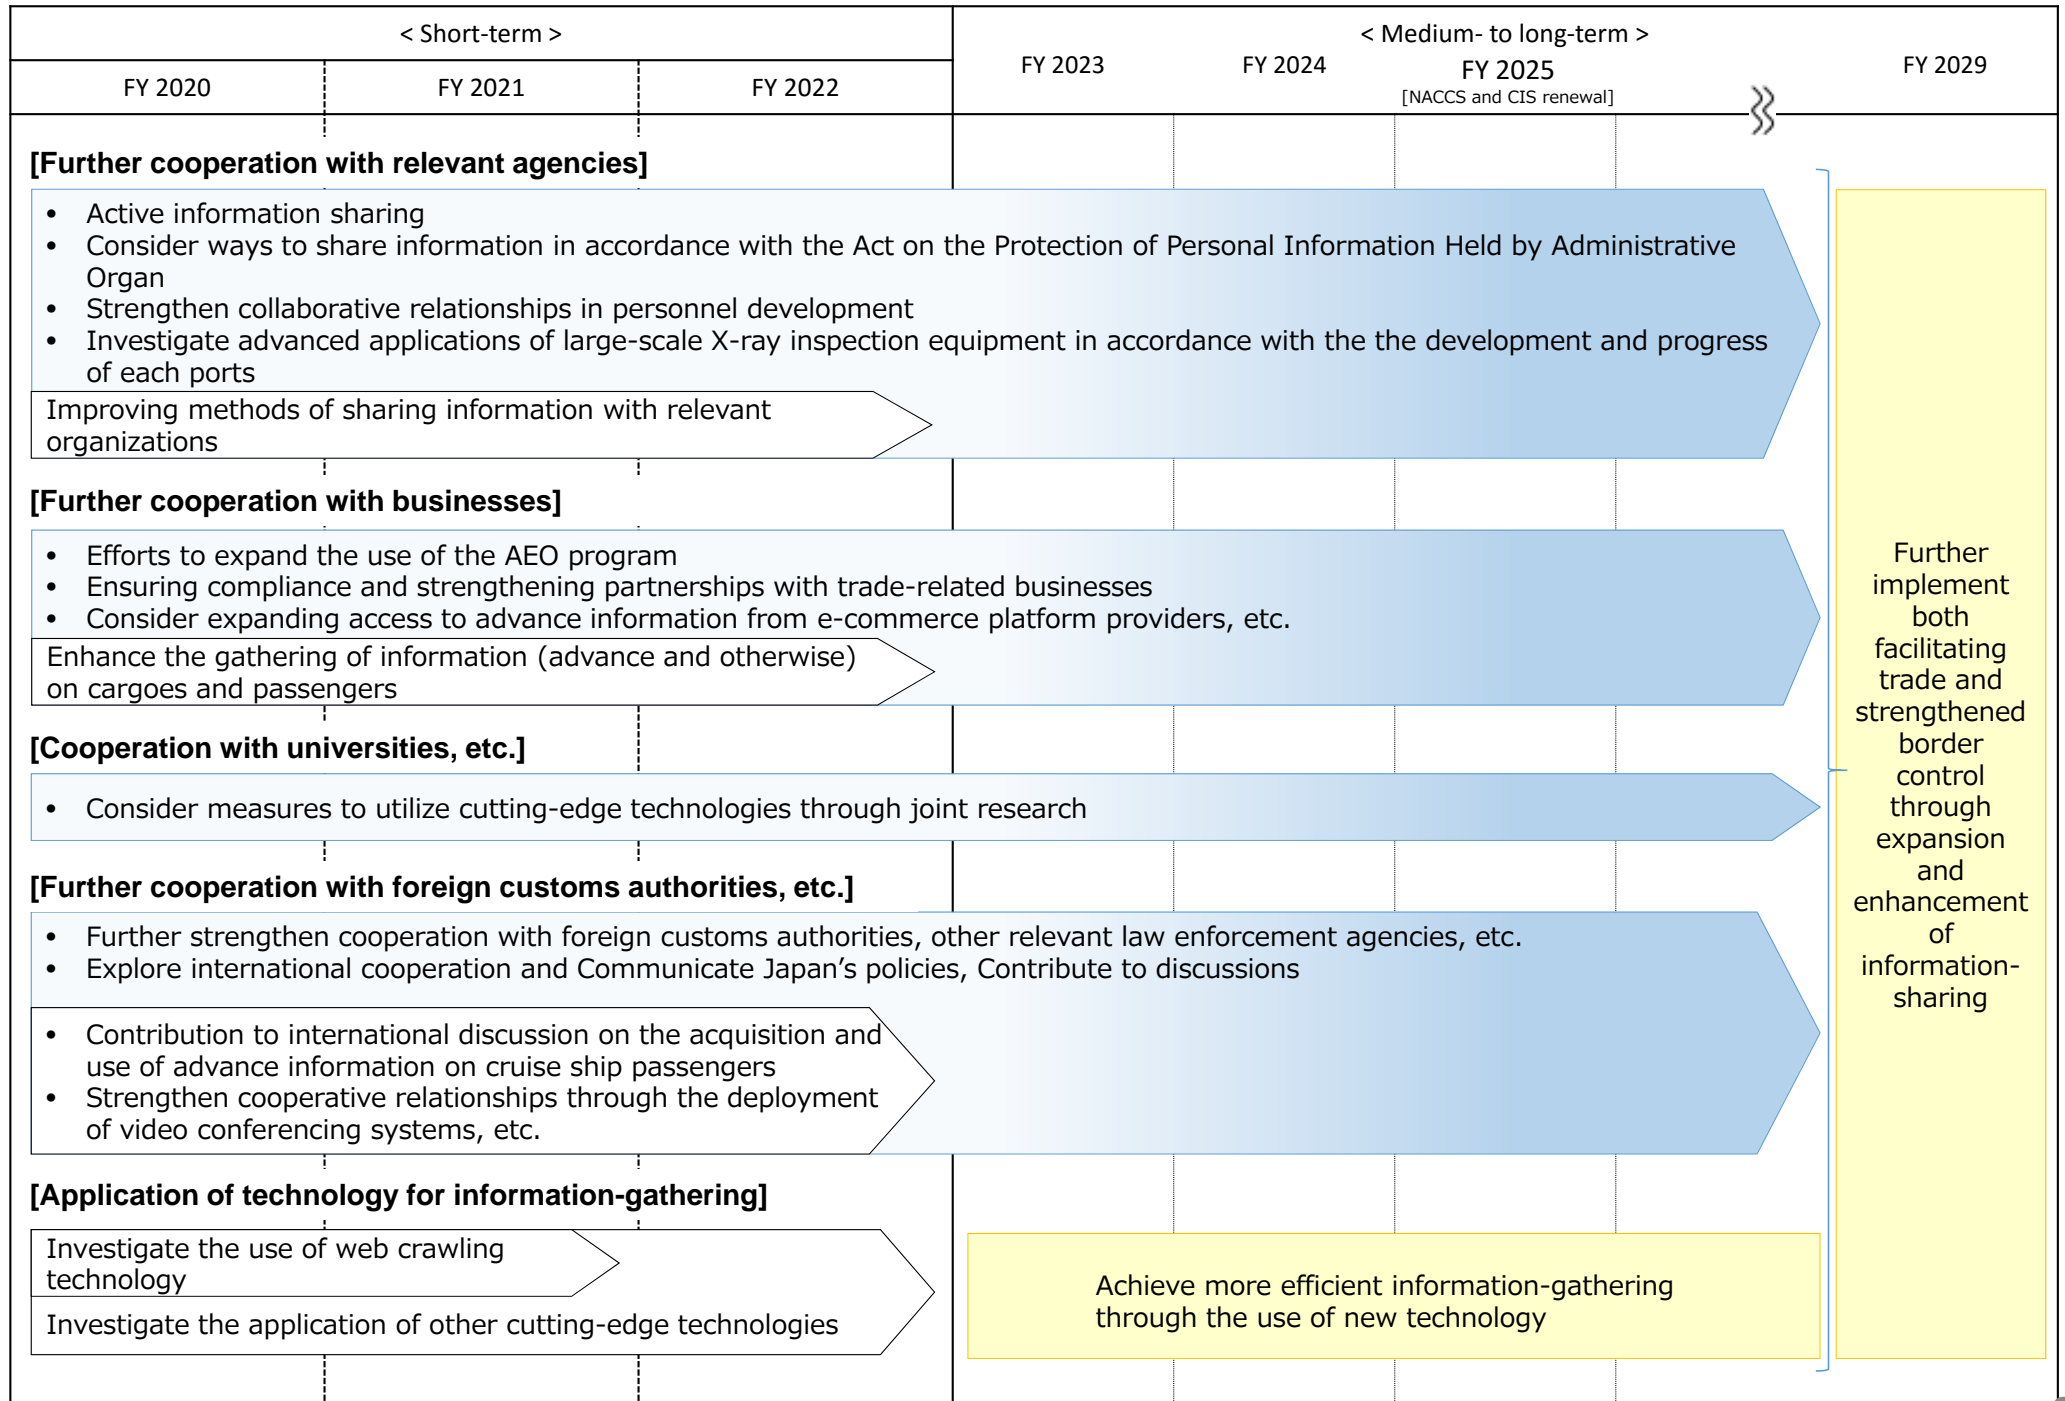 < Short-term >
< Medium- to long-term >
FY 2020
FY 2021
FY 2022
FY 2023
FY 2024
FY 2025
[NACCS and CIS renewal]
FY 2029
[Further cooperation with relevant agencies]
• Active information sharing
• Consider ways to share information in accordance with the Act on the Protection of Personal Information Held by Administrative
Organ
• Strengthen collaborative relationships in personnel development
• Investigate advanced applications of large-scale X-ray inspection equipment in accordance with the the development and progress
of each ports
Improving methods of sharing information with relevant
organizations
[Further cooperation with businesses]
• Efforts to expand the use of the AEO program
• Ensuring compliance and strengthening partnerships with trade-related businesses
• Consider expanding access to advance information from e-commerce platform providers, etc.
Enhance the gathering of information (advance and otherwise)
on cargoes and passengers
[Cooperation with universities, etc.]
• Consider measures to utilize cutting-edge technologies through joint research
[Further cooperation with foreign customs authorities, etc.]
• Further strengthen cooperation with foreign customs authorities, other relevant law enforcement agencies, etc.
• Explore international cooperation and Communicate Japan’s policies, Contribute to discussions
• Contribution to international discussion on the acquisition and
use of advance information on cruise ship passengers
• Strengthen cooperative relationships through the deployment
of video conferencing systems, etc.
[Application of technology for information-gathering]
Investigate the use of web crawling
technology
Investigate the application of other cutting-edge technologies
Achieve more efficient information-gathering
through the use of new technology
Further
implement
both
facilitating
trade and
strengthened
border
control
through
expansion
and
enhancement
of
information-
sharing